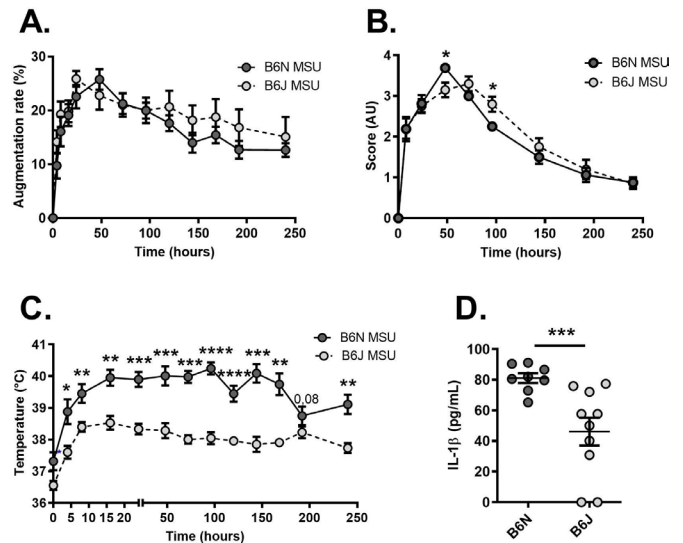 A.
B6N MSU
B6J MSU
Augmentation rate (%)
30
20
10
0
0 50 100 150 200 250
Time (hours)
B.
B6N MSU
B6J MSU
* *
Score (AU)
4
3
2
1
0
0 50 100 150 200 250
Time (hours)
C.
B6N MSU
B6J MSU
* ** ** *** *** *** **** **** *** ** 0,08 **
Temperature (°C)
41
40
39
38
37
36
0 5 10 15 20 50 100 150 200 250
Time (hours)
D.
***
IL-1β (pg/mL)
100
80
60
40
20
0
B6N B6J